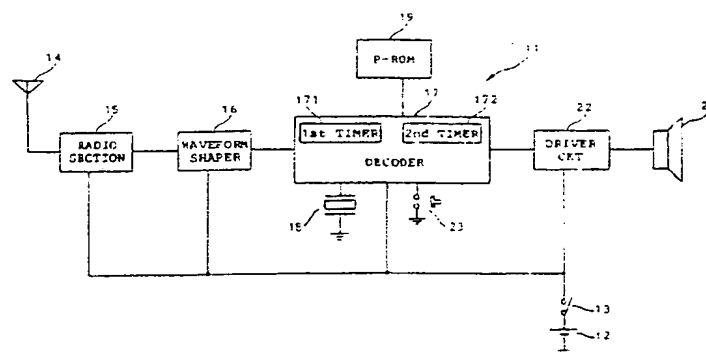 19
P-ROM
11
14
15
16
171
17
172
22
RADIO
SECTION
WAVEFORM
SHAPER
1st TIMER
2nd TIMER
DECODER
DRIVER
CKT
18
23
13
12